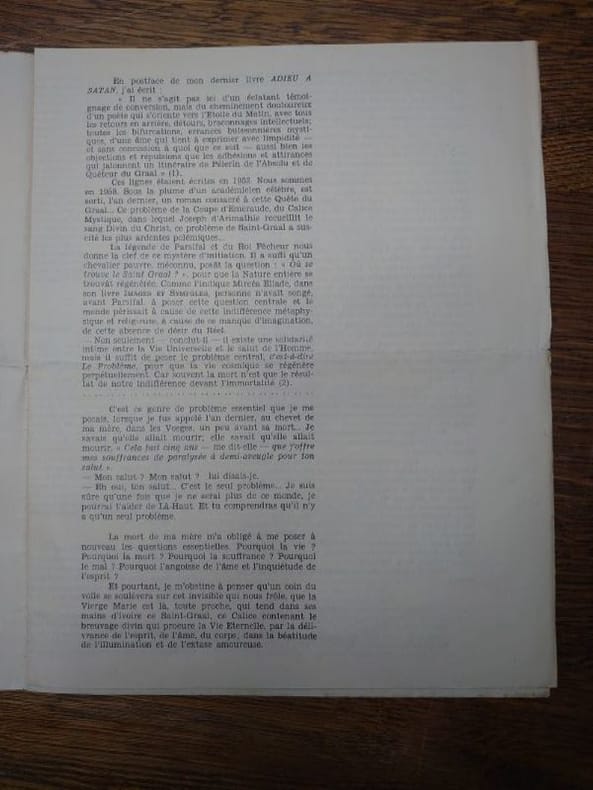 En postface de mon dernier livre ADIEU A
SATAN, j'ai écrit :
« Il ne s'agit pas ici d'un éclatant témoi-
gnage de conversion, mais du cheminement douloureux
d'un poète qui s'oriente vers l'Etoile du Matin, avec tous
les retours en arrière, détours, braconnages intellectuels;
toutes les bifurcations, errances buissonnières mysti-
ques, d'une âme qui tient à exprimer avec limpidité —
et sans concession à quoi que ce soit — aussi bien les
objections et répulsions que les adhésions et attirances
qui jalonnent un itinéraire de Pèlerin de l'Absolu et de
Quêteur du Graal » (1).
Ces lignes étaient écrites en 1952. Nous sommes
en 1958. Sous la plume d'un académicien célèbre, est
sorti, l'an dernier, un roman consacré à cette Quête du
Graal... Ce problème de la Coupe d'Emeraude, du Calice
Mystique, dans lequel Joseph d'Arimathie recueillit le
sang Divin du Christ, ce problème de Saint-Graal a sus-
cité les plus ardentes polémiques...
La légende de Parsifal et du Roi Pêcheur nous
donne la clef de ce mystère d'initiation. Il a suffi qu'un
chevalier pauvre, méconnu, posât la question : « Où se
trouve le Saint Graal ? », pour que la Nature entière se
trouvât régénérée. Comme l'indique Mircéa Eliade, dans
son livre IMAGES ET SYMBOLES, personne n'avait songé,
avant Parsifal, à poser cette question centrale et le
monde périssait à cause de cette indifférence métaphy-
sique et religieuse, à cause de ce manque d'imagination,
de cette absence de désir du Réel.
— Non seulement — conclut-il — il existe une solidarité
intime entre la Vie Universelle et le salut de l'Homme,
mais il suffit de poser le problème central, c'est-à-dire
Le Problème, pour que la vie cosmique se régénère
perpétuellement. Car souvent la mort n'est que le résul-
tat de notre indifférence devant l'immortalité (2).
C'est ce genre de problème essentiel que je me
posais, lorsque je fus appelé l'an dernier, au chevet de
ma mère, dans les Vosges, un peu avant sa mort... Je
savais qu'elle allait mourir; elle savait qu'elle allait
mourir. « Cela fait cinq ans — me dit-elle — que j'offre
mes souffrances de paralysée à demi-aveugle pour ton
salut ».
— Mon salut ? Mon salut ? lui disais-je.
— Eh oui, ton salut... C'est le seul problème... Je suis
sûre qu'une fois que je ne serai plus de ce monde, je
pourrai t'aider de Là-Haut. Et tu comprendras qu'il n'y
a qu'un seul problème.
La mort de ma mère m'a obligé à me poser à
nouveau les questions essentielles. Pourquoi la vie ?
Pourquoi la mort ? Pourquoi la souffrance ? Pourquoi
le mal ? Pourquoi l'angoisse de l'âme et l'inquiétude de
l'esprit ?
Et pourtant, je m'obstine à penser qu'un coin du
voile se soulèvera sur cet invisible qui nous frôle, que la
Vierge Marie est là, toute proche, qui tend dans ses
mains d'ivoire ce Saint-Graal, ce Calice contenant le
breuvage divin qui procure la Vie Eternelle, par la déli-
vrance de l'esprit, de l'âme, du corps; dans la béatitude
de l'illumination et de l'extase amoureuse.